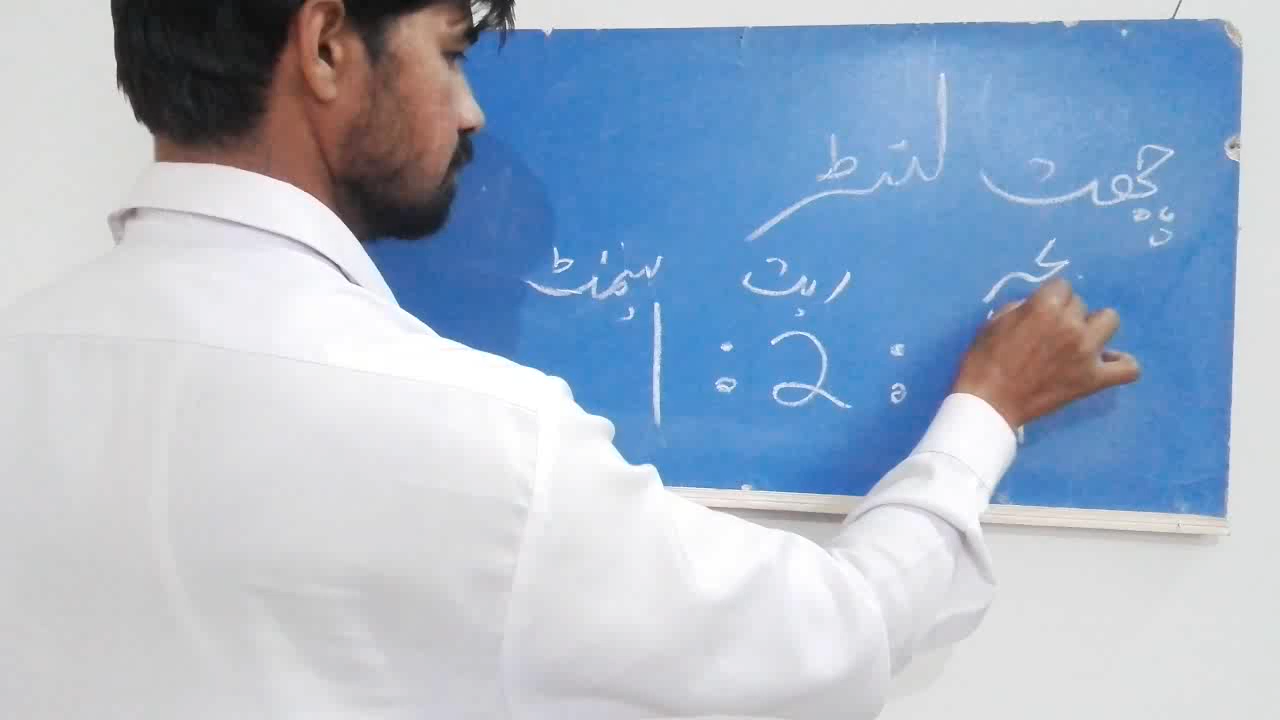 چھت لنٹر
ریت سیمنٹ
1 : 2 :